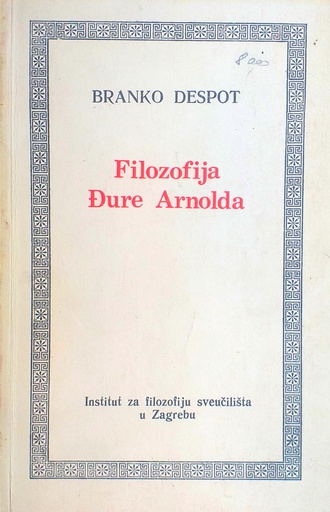 BRANKO DESPOT
Filozofija
Đure Arnolda
Institut za filozofiju sveučilišta
u Zagrebu